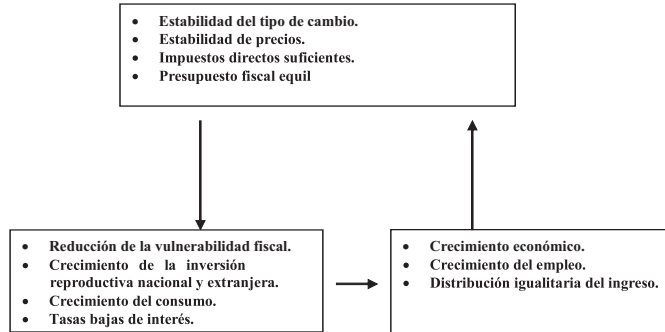 • Estabilidad del tipo de cambio.
• Estabilidad de precios.
• Impuestos directos suficientes.
• Presupuesto fiscal equil
• Reducción de la vulnerabilidad fiscal.
• Crecimiento de la inversión
reproductiva nacional y extranjera.
• Crecimiento del consumo.
• Tasas bajas de interés.
• Crecimiento económico.
• Crecimiento del empleo.
• Distribución igualitaria del ingreso.